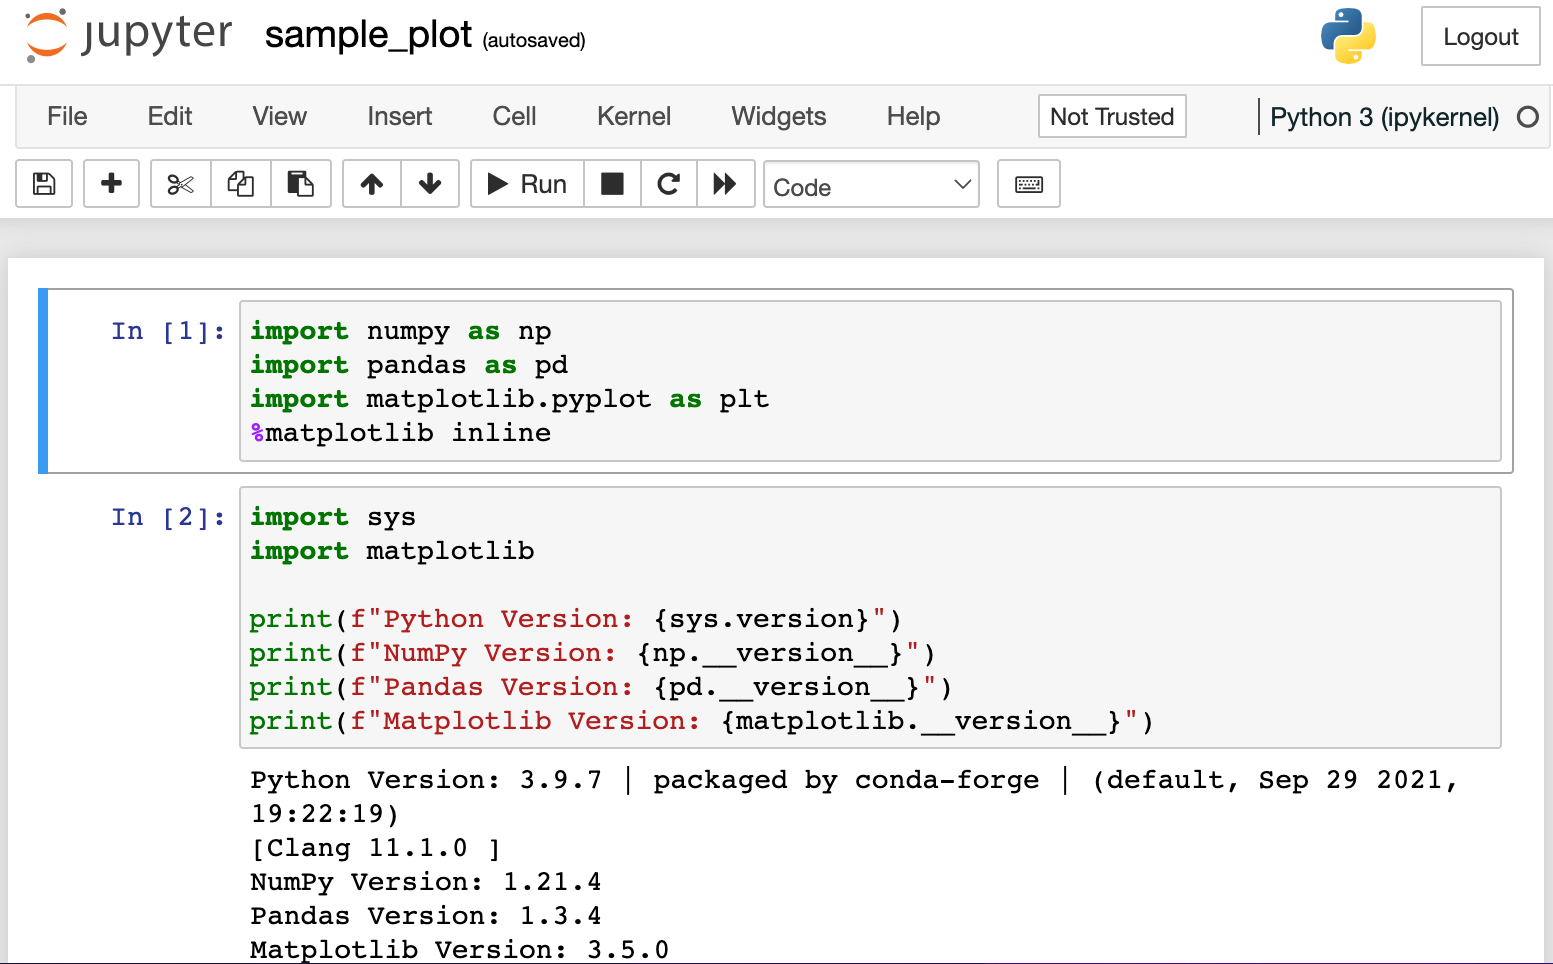 jupyter sample_plot (autosaved) Logout
File Edit View Insert Cell Kernel Widgets Help Not Trusted Python 3 (ipykernel)
Run Code
In [1]: import numpy as np
import pandas as pd
import matplotlib.pyplot as plt
%matplotlib inline
In [2]: import sys
import matplotlib
print(f"Python Version: {sys.version}")
print(f"NumPy Version: {np.__version__}")
print(f"Pandas Version: {pd.__version__}")
print(f"Matplotlib Version: {matplotlib.__version__}")
Python Version: 3.9.7 | packaged by conda-forge | (default, Sep 29 2021,
19:22:19)
[Clang 11.1.0 ]
NumPy Version: 1.21.4
Pandas Version: 1.3.4
Matplotlib Version: 3.5.0